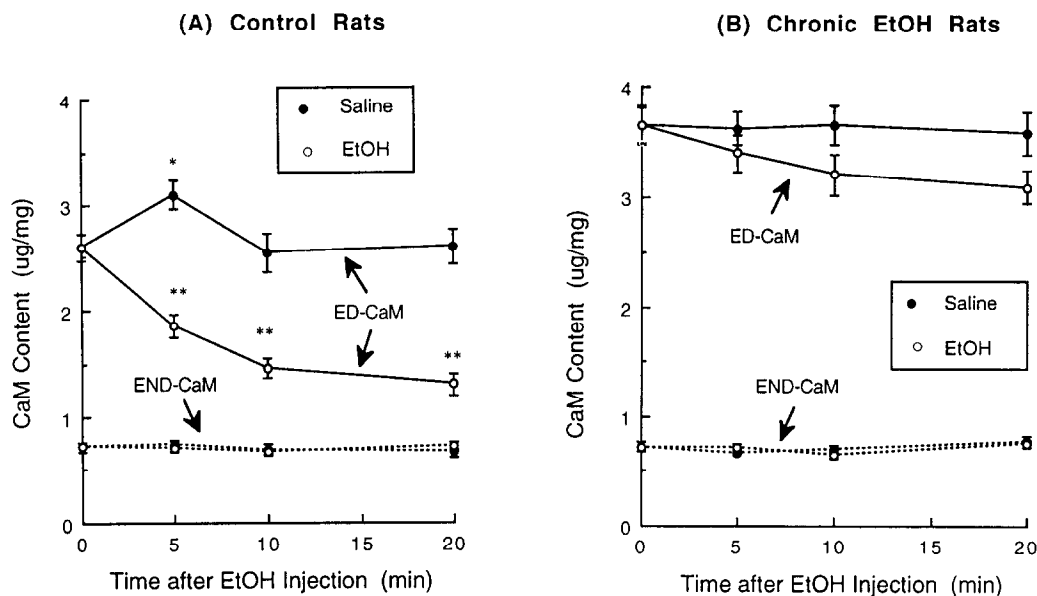 (A) Control Rats
4
3
2
1
0
CaM Content (ug/mg)
Saline
EtOH
*
**
**
**
ED-CaM
END-CaM
0 5 10 15 20
Time after EtOH Injection (min)
(B) Chronic EtOH Rats
4
3
2
1
0
CaM Content (ug/mg)
ED-CaM
Saline
EtOH
END-CaM
0 5 10 15 20
Time after EtOH Injection (min)